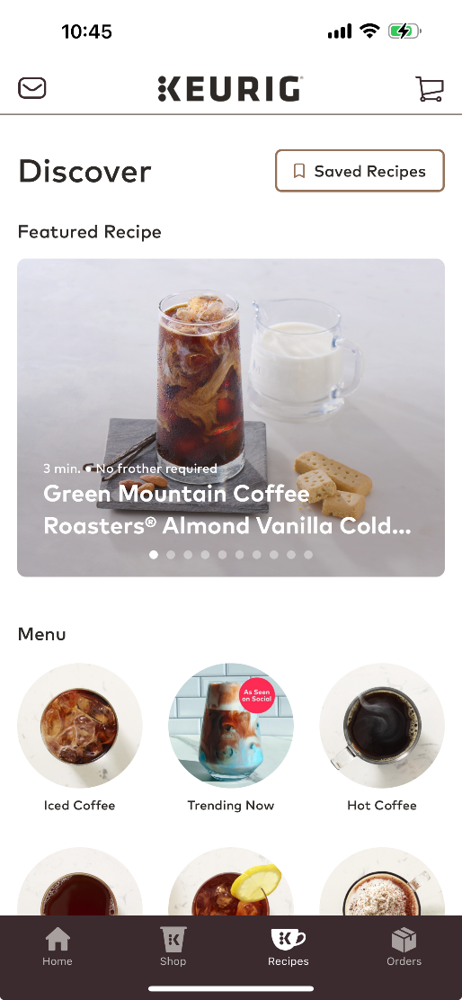 10:45
KEURIG
Discover
Saved Recipes
Featured Recipe
3 min. • No frother required
Green Mountain Coffee
Roasters® Almond Vanilla Cold...
Menu
As Seen
on Social
Iced Coffee
Trending Now
Hot Coffee
Home
Shop
Recipes
Orders